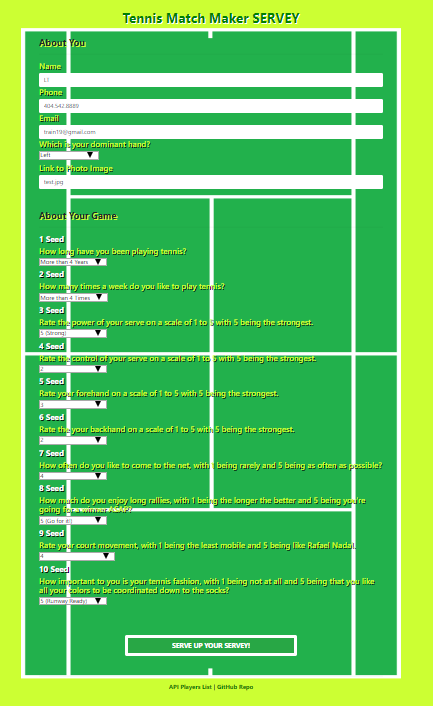 Tennis Match Maker SERVEY
About You
Name
LT
Phone
404.542.8889
Email
train19@gmail.com
Which is your dominant hand?
Left
Link to Photo Image
test.jpg
About Your Game
1 Seed
How long have you been playing tennis?
More than 4 Years
2 Seed
How many times a week do you like to play tennis?
More than 4 Times
3 Seed
Rate the power of your serve on a scale of 1 to 5 with 5 being the strongest.
5 (Strong)
4 Seed
Rate the control of your serve on a scale of 1 to 5 with 5 being the strongest.
2
5 Seed
Rate your forehand on a scale of 1 to 5 with 5 being the strongest.
6 Seed
Rate the your backhand on a scale of 1 to 5 with 5 being the strongest.
2
7 Seed
How often do you like to come to the net, with 1 being rarely and 5 being as often as possible?
4
8 Seed
How much do you enjoy long rallies, with 1 being the longer the better and 5 being you're
going for a winner ASAP?
5 (Go for it!)
9 Seed
Rate your court movement, with 1 being the least mobile and 5 being like Rafael Nadal.
4
10 Seed
How important to you is your tennis fashion, with 1 being not at all and 5 being that you like
all your colors to be coordinated down to the socks?
5 (Runway Ready)
SERVE UP YOUR SERVEY!
API Players List | GitHub Repo